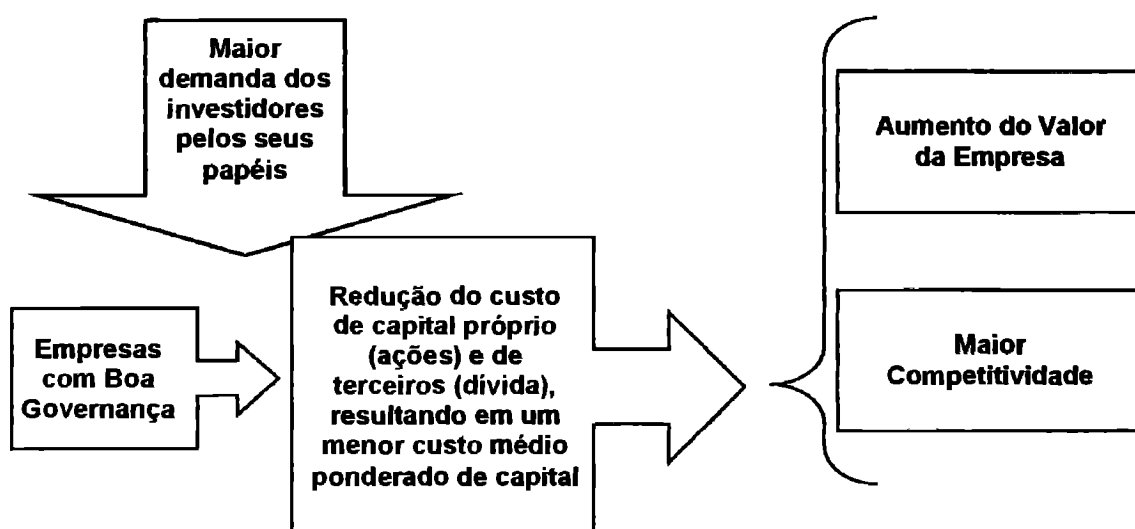 Maior
demanda dos
investidores
pelos seus
papéis
Empresas
com Boa
Governança
Redução do custo
de capital próprio
(ações) e de
terceiros (dívida),
resultando em um
menor custo médio
ponderado de capital
Aumento do Valor
da Empresa
Maior
Competitividade